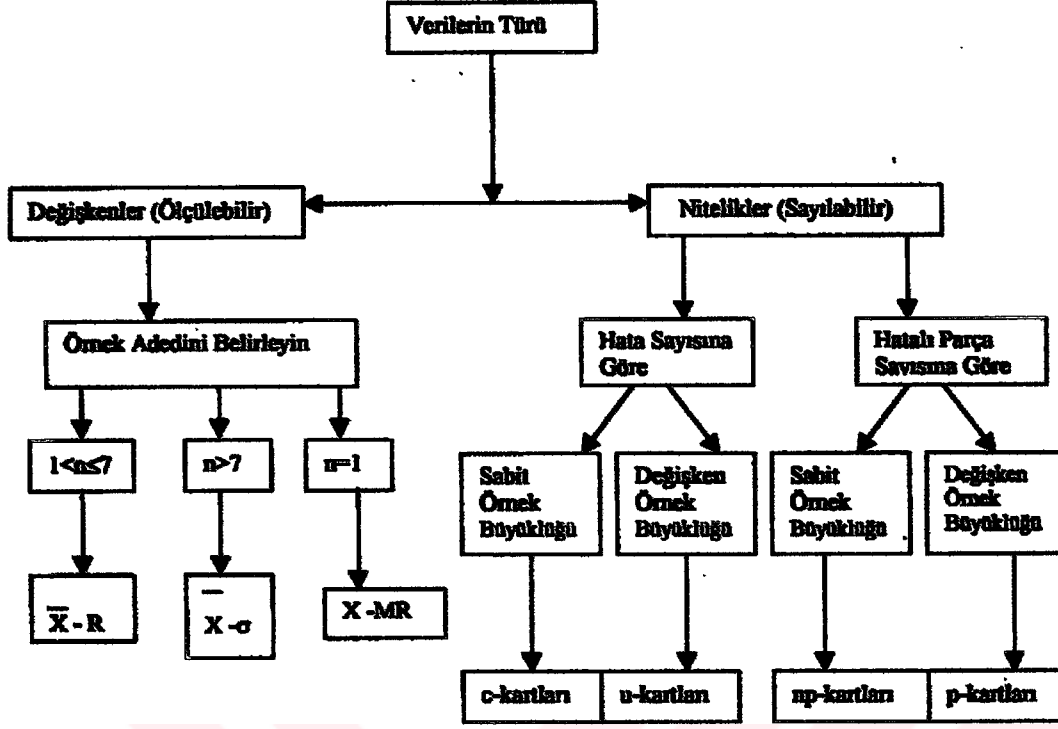 Verilerin Türü
Değişkenler (Ölçülebilir)
Nitelikler (Sayılabilir)
Örnek Adedini Belirleyin
Hata Sayısına
Göre
Hatalı Parça
Sayısına Göre
1<n≤7
n>7
n=1
Sabit
Örnek
Büyüklüğü
Değişken
Örnek
Büyüklüğü
Sabit
Örnek
Büyüklüğü
Değişken
Örnek
Büyüklüğü
X̅ - R
X̅ -σ
X -MR
c-kartları
u-kartları
np-kartları
p-kartları